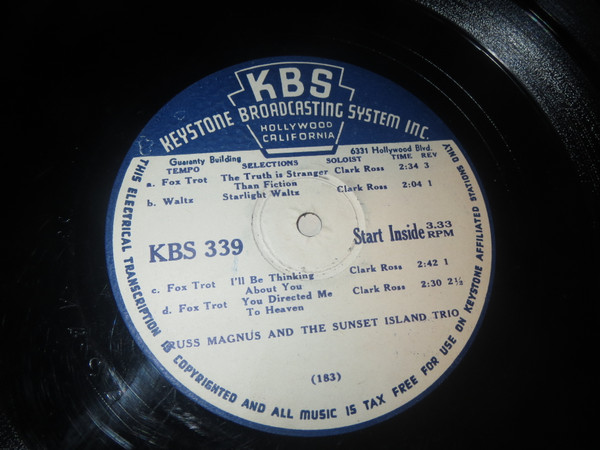 KBS
KEYSTONE BROADCASTING SYSTEM INC.
HOLLYWOOD
CALIFORNIA
Guaranty Building 6331 Hollywood Blvd.
TEMPO SELECTIONS SOLOIST TIME REV
a. Fox Trot The Truth is Stranger Clark Ross 2:34 3
Than Fiction
b. Waltz Starlight Waltz Clark Ross 2:04 1
KBS 339 Start Inside 3.33
RPM
c. Fox Trot I'll Be Thinking Clark Ross 2:42 1
About You
d. Fox Trot You Directed Me Clark Ross 2:30 2½
To Heaven
RUSS MAGNUS AND THE SUNSET ISLAND TRIO
(183)
THIS ELECTRICAL TRANSCRIPTION IS COPYRIGHTED AND ALL MUSIC IS TAX FREE FOR USE ON KEYSTONE AFFILIATED STATIONS ONLY